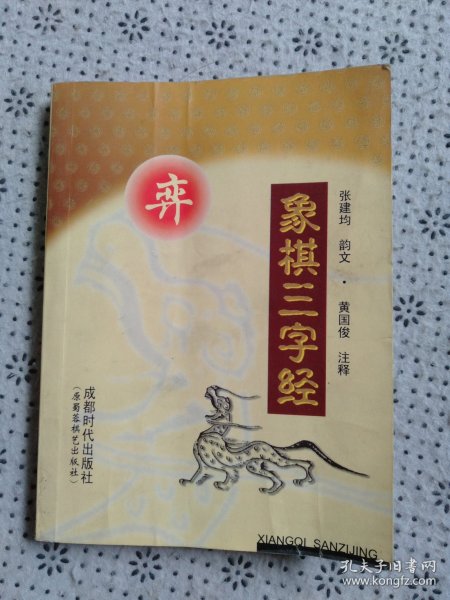 弈
象棋三字经
张建均 韵文 · 黄国俊 注释
成都时代出版社
(原蜀蓉棋艺出版社)
XIANGQI SANZIJING
孔夫子旧书网
www.kongfz.com